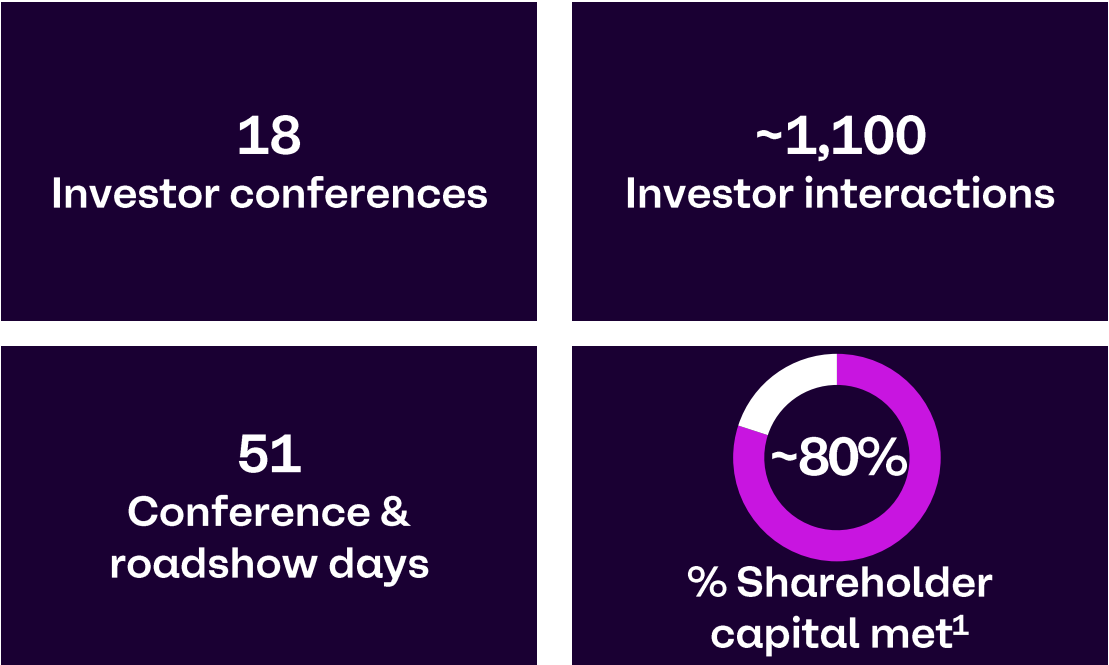 18
Investor conferences
~1,100
Investor interactions
51
Conference &
roadshow days
~80%
% Shareholder
capital met¹